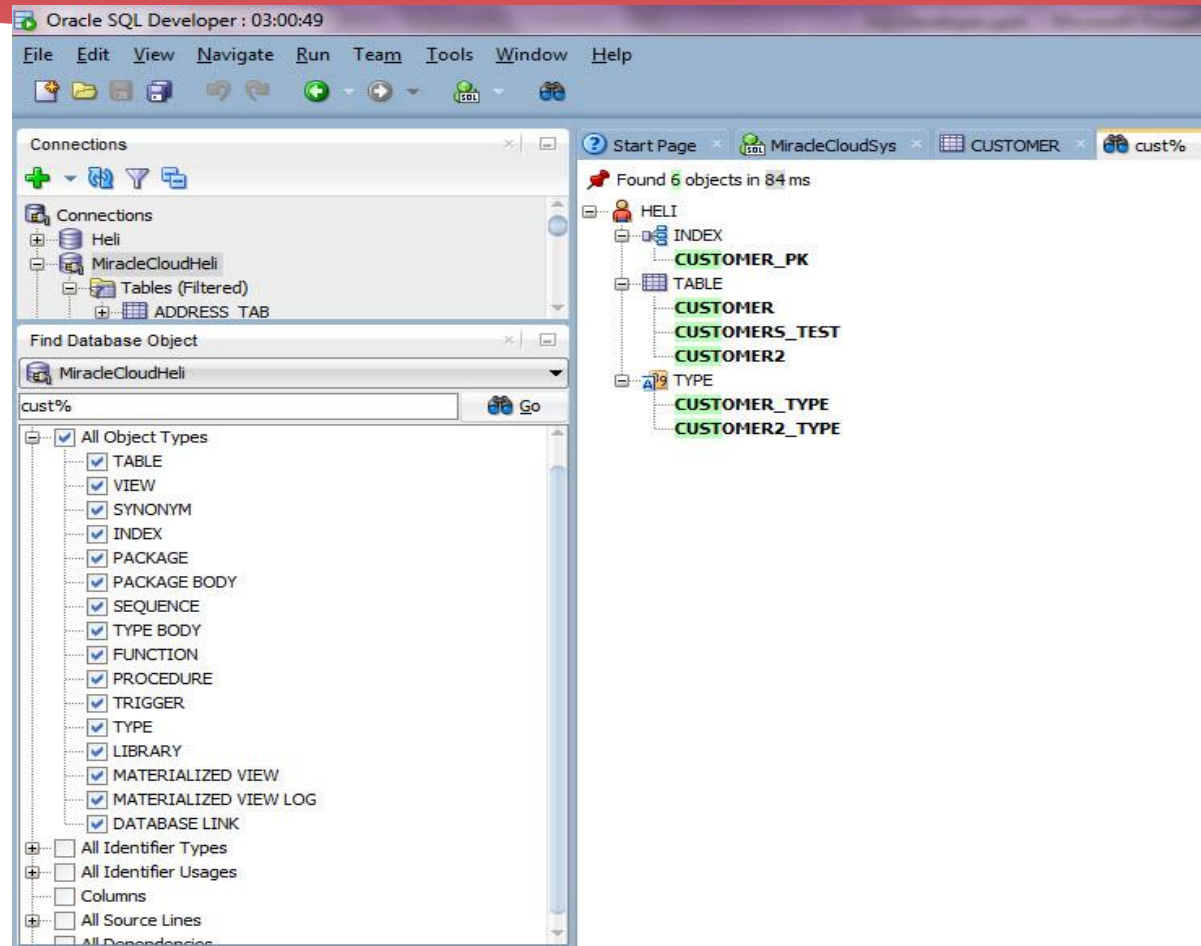 Oracle SQL Developer : 03:00:49
File Edit View Navigate Run Team Tools Window Help
Connections
Connections
Heli
MiracleCloudHeli
Tables (Filtered)
ADDRESS_TAB
Find Database Object
MiracleCloudHeli
cust%
Go
All Object Types
TABLE
VIEW
SYNONYM
INDEX
PACKAGE
PACKAGE BODY
SEQUENCE
TYPE BODY
FUNCTION
PROCEDURE
TRIGGER
TYPE
LIBRARY
MATERIALIZED VIEW
MATERIALIZED VIEW LOG
DATABASE LINK
All Identifier Types
All Identifier Usages
Columns
All Source Lines
All Dependencies
Start Page MiracleCloudSys CUSTOMER cust%
Found 6 objects in 84 ms
HELI
INDEX
CUSTOMER_PK
TABLE
CUSTOMER
CUSTOMERS_TEST
CUSTOMER2
TYPE
CUSTOMER_TYPE
CUSTOMER2_TYPE